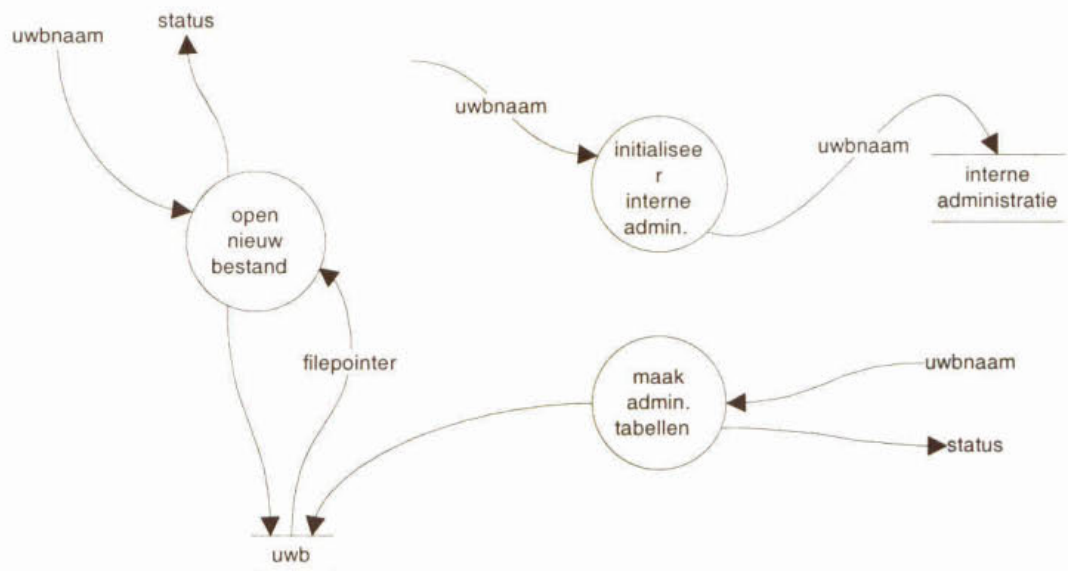 status
uwbnaam
uwbnaam
initialisee
r
interne
admin.
uwbnaam
interne
administratie
open
nieuw
bestand
filepointer
maak
admin.
tabellen
uwbnaam
status
uwb